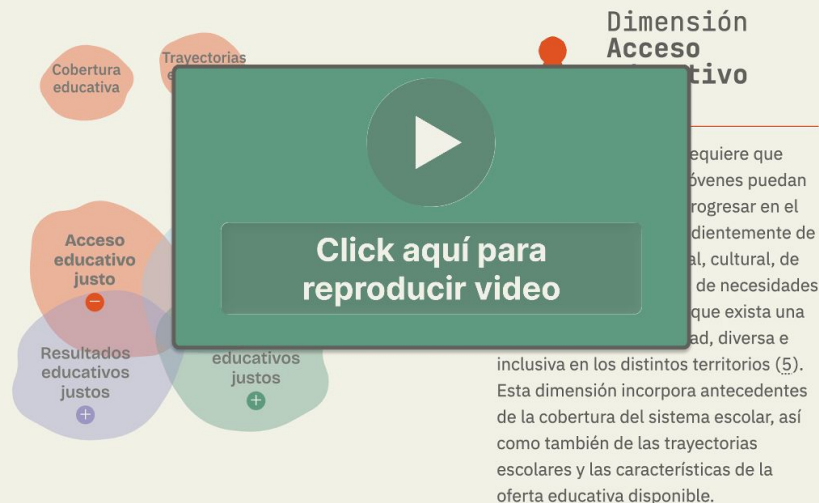 Cobertura
educativa
Trayectorias
Dimensión
Acceso
Click aquí para
reproducir video
Acceso
educativo
justo
Resultados
educativos
justos
educativos
justos
equiere que
puedan
rogresar en el
dientemente de
al, cultural, de
de necesidades
que exista una
ad, diversa e
inclusiva en los distintos territorios (5).
Esta dimensión incorpora antecedentes
de la cobertura del sistema escolar, así
como también de las trayectorias
escolares y las características de la
oferta educativa disponible.